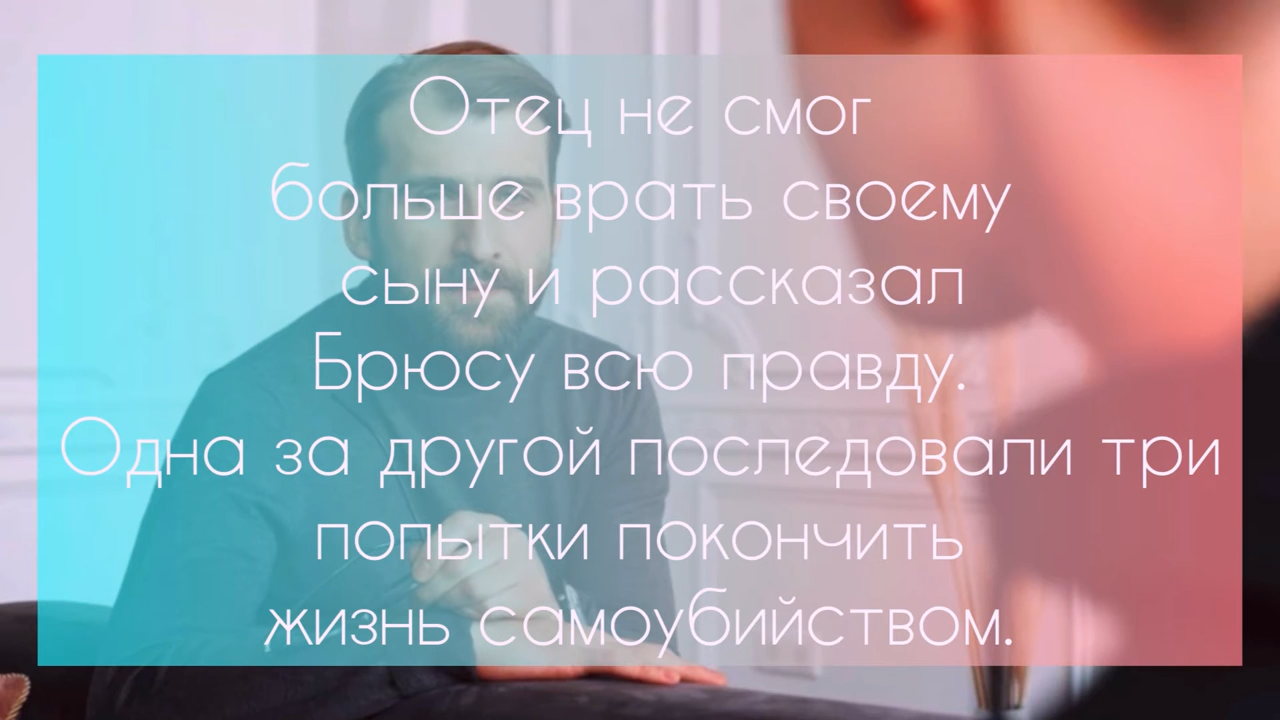 Отец не смог
больше врать своему
сыну и рассказал
Брюсу всю правду.
Одна за другой последовали три
попытки покончить
жизнь самоубийством.